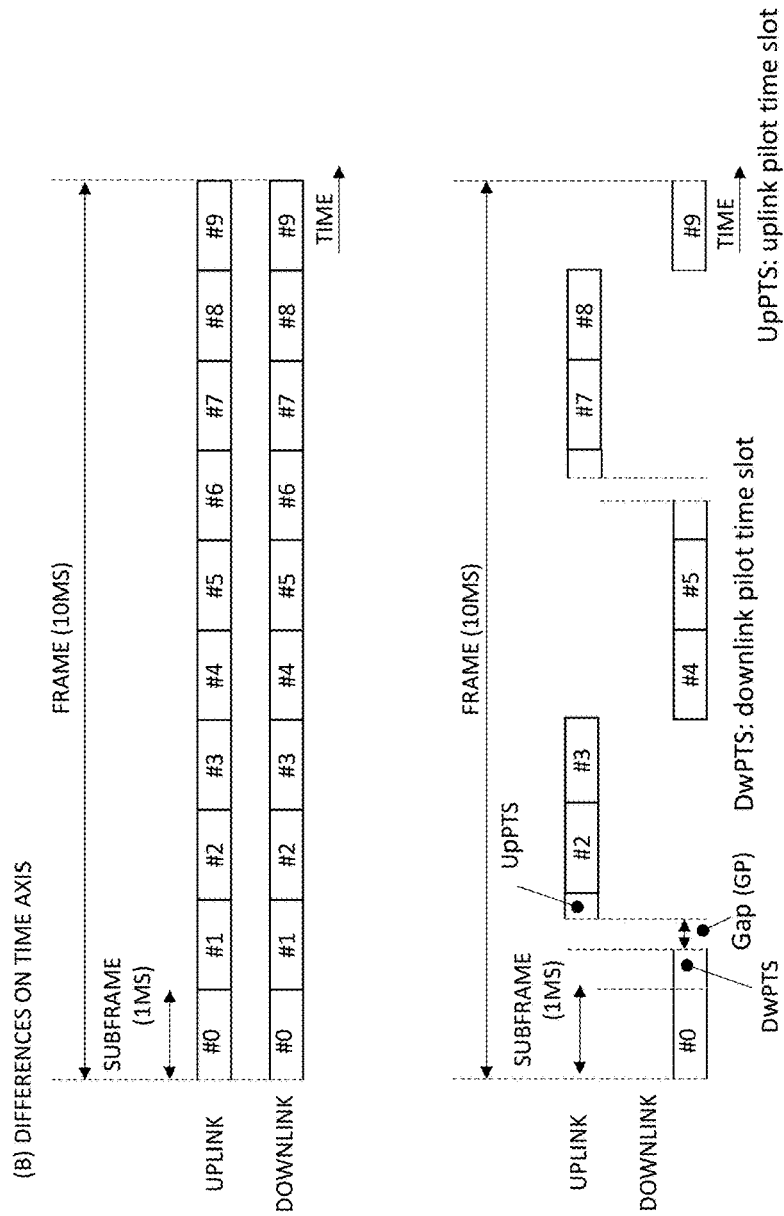 (B) DIFFERENCES ON TIME AXIS
FRAME (10MS)
SUBFRAME
(1MS)
UPLINK
#0 #1 #2 #3 #4 #5 #6 #7 #8 #9
DOWNLINK
#0 #1 #2 #3 #4 #5 #6 #7 #8 #9
TIME
FRAME (10MS)
SUBFRAME
(1MS)
UpPTS
UPLINK
#2 #3 #7 #8
DOWNLINK
#0 #4 #5 #9
TIME
DwPTS
Gap (GP)
DwPTS: downlink pilot time slot
UpPTS: uplink pilot time slot